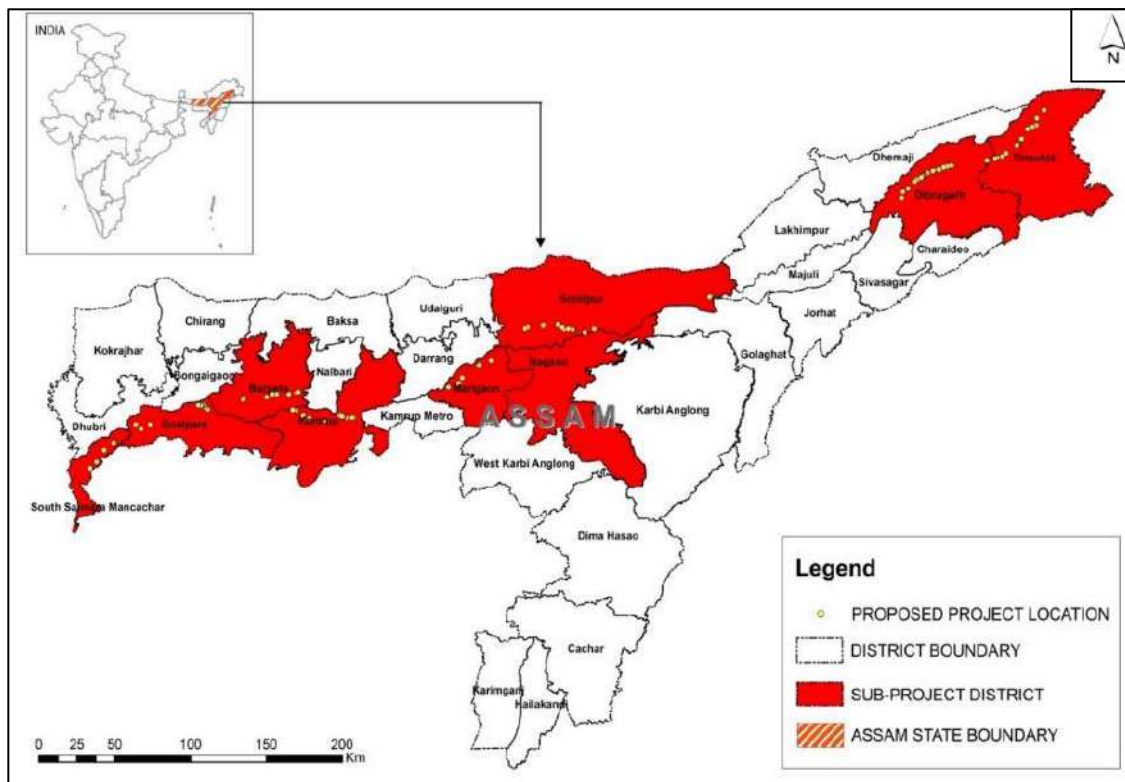 INDIA
N
Dhemaji
Tinsukia
Dibrugarh
Lakhimpur
Charaideo
Majuli
Sivasagar
Jorhat
Sonitpur
Udalguri
Chirang
Baksa
Kokrajhar
Darrang
Nagaon
Golaghat
Bongaigaon
Nalbari
Barpeta
Marigaon
Karbi Anglong
Dhubri
Goalpara
Kamrup
Kamrup Metro
ASSAM
West Karbi Anglong
South Salmara Mancachar
Dima Hasao
Cachar
Karimganj
Hailakandi
Legend
PROPOSED PROJECT LOCATION
DISTRICT BOUNDARY
SUB-PROJECT DISTRICT
ASSAM STATE BOUNDARY
0 25 50 100 150 200
Km